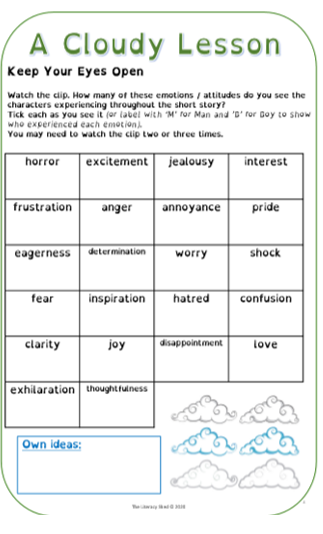 A Cloudy Lesson
Keep Your Eyes Open
Watch the clip. How many of these emotions / attitudes do you see the
characters experiencing throughout the short story?
Tick each as you see it (or label with 'M' for Man and 'B' for Boy to show
who experienced each emotion).
You may need to watch the clip two or three times.
horror excitement jealousy interest
frustration anger annoyance pride
eagerness determination worry shock
fear inspiration hatred confusion
clarity joy disappointment love
exhilaration thoughtfulness
Own ideas:
The Literacy Shed © 2020